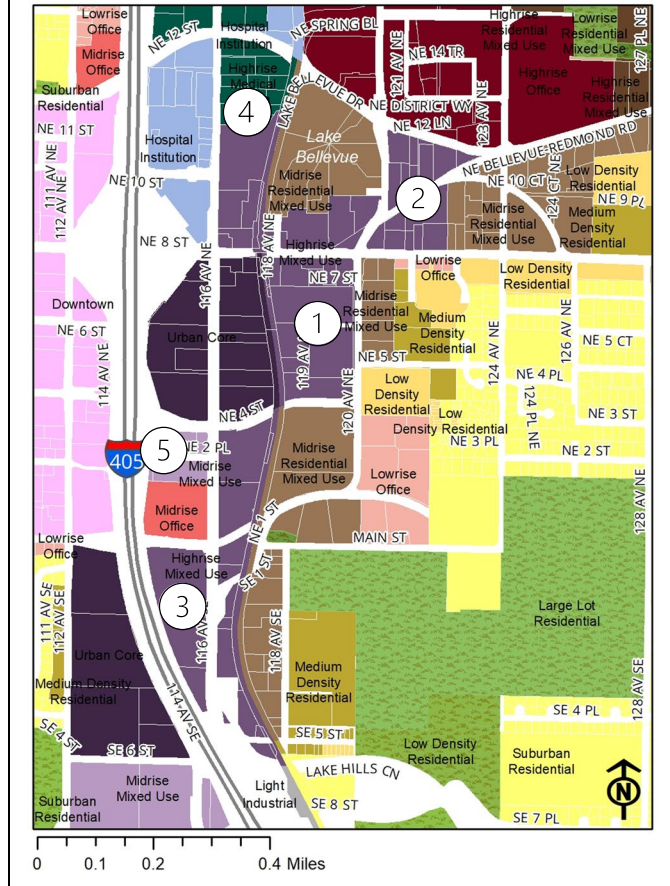 Lowrise
Office
NE 12 ST
Hospital
Institution
NE SPRING BL
Highrise
Residential
Mixed Use
Lowrise
Residential
Mixed Use
127 PL NE
Midrise
Office
121 AV NE
NE 14 TR
Highrise
Medical
Highrise
Office
Highrise
Residential
Mixed Use
Suburban
Residential
4
LAKE BELLEVUE DR
NE DISTRICT WY
123 AV NE
NE 11 ST
NE 12 LN
Hospital
Institution
Lake
Bellevue
NE BELLEVUE-REDMOND RD
111 AV NE
112 AV NE
NE 10 ST
Midrise
Residential
Mixed Use
2
NE 10 CT
124 CT NE
Low Density
Residential
NE 9 PL
Midrise
Residential
Mixed Use
Medium
Density
Residential
NE 8 ST
116 AV NE
118 AV NE
Highrise
Mixed Use
Lowrise
Office
Low Density
Residential
NE 7 ST
Downtown
1
Midrise
Residential
Mixed Use
Medium
Density
Residential
NE 6 ST
Urban Core
124 AV NE
126 AV NE
NE 5 CT
114 AV NE
119 AV
NE 5 ST
120 AV NE
NE 4 PL
Low
Density
Residential
124 PL NE
NE 4 ST
Low
Density Residential
NE 3 ST
NE 3 PL
405
5
NE 2 PL
Midrise
Mixed Use
Midrise
Residential
Mixed Use
NE 2 ST
Lowrise
Office
128 AV NE
Midrise
Office
NE 1 ST
Lowrise
Office
MAIN ST
Highrise
Mixed Use
SE 1 ST
111 AV SE
112 AV SE
3
116 AV
118 AV SE
Large Lot
Residential
Urban Core
Medium Density
Residential
Medium
Density
Residential
128 AV SE
114 AV SE
SE 4 PL
SE 4 ST
SE 5 ST
SE 6 ST
Low Density
Residential
Suburban
Residential
LAKE HILLS CN
Midrise
Mixed Use
Light
Industrial
Suburban
Residential
SE 8 ST
SE 7 PL
N
0 0.1 0.2 0.4 Miles